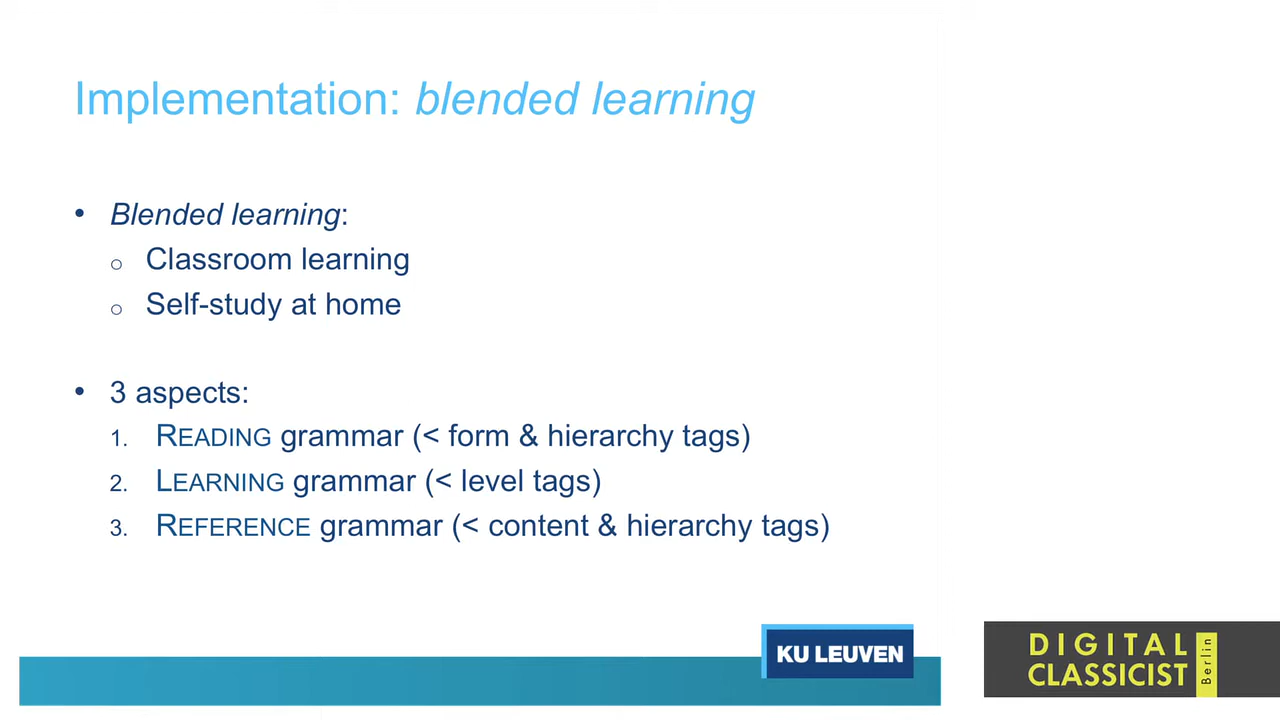 Implementation: blended learning
• Blended learning:
o Classroom learning
o Self-study at home
• 3 aspects:
1. READING grammar (< form & hierarchy tags)
2. LEARNING grammar (< level tags)
3. REFERENCE grammar (< content & hierarchy tags)
KU LEUVEN
DIGITAL
CLASSICIST
Berlin